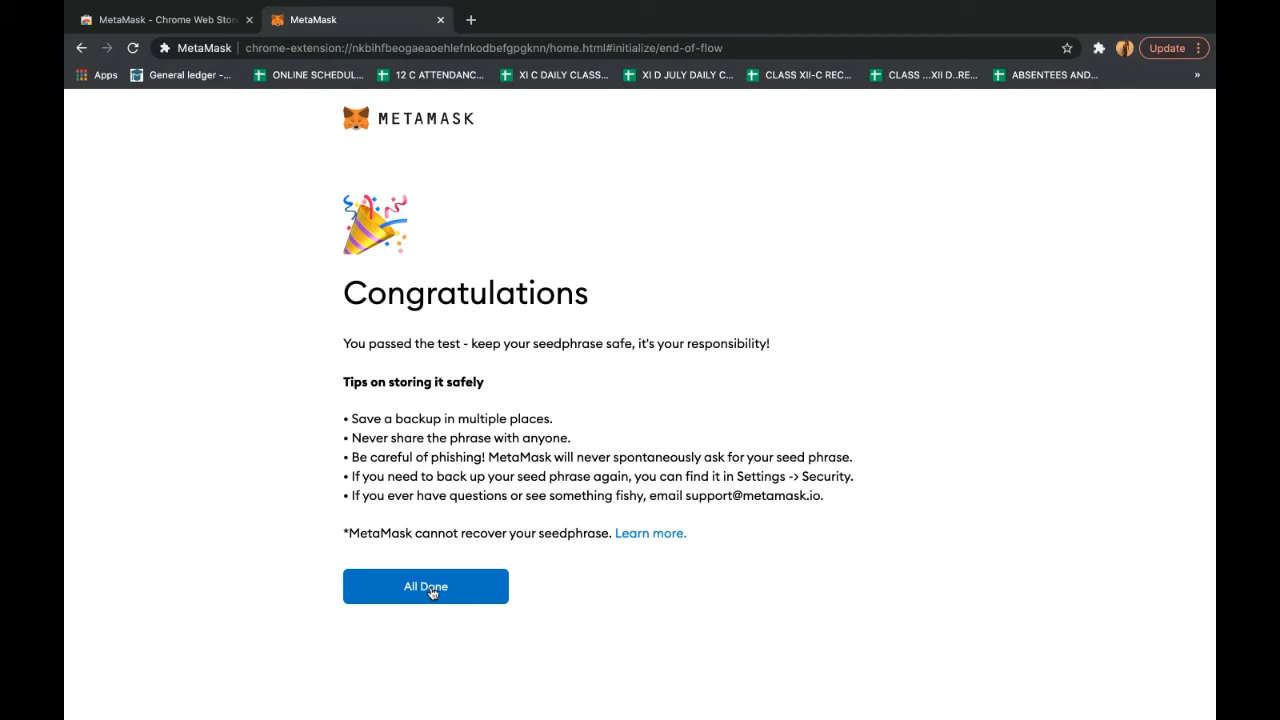 MetaMask - Chrome Web Stor
MetaMask
MetaMask
chrome-extension://nkbihfbeogaeaoehlefnkodbefgpgknn/home.html#initialize/end-of-flow
Update
Apps
General ledger -...
ONLINE SCHEDUL...
12 C ATTENDANC...
XI C DAILY CLASS...
XI D JULY DAILY C...
CLASS XII-C REC...
CLASS ...XII D..RE...
ABSENTEES AND...
»
METAMASK
Congratulations
You passed the test - keep your seedphrase safe, it's your responsibility!
Tips on storing it safely
• Save a backup in multiple places.
• Never share the phrase with anyone.
• Be careful of phishing! MetaMask will never spontaneously ask for your seed phrase.
• If you need to back up your seed phrase again, you can find it in Settings -> Security.
• If you ever have questions or see something fishy, email support@metamask.io.
*MetaMask cannot recover your seedphrase. Learn more.
All Done